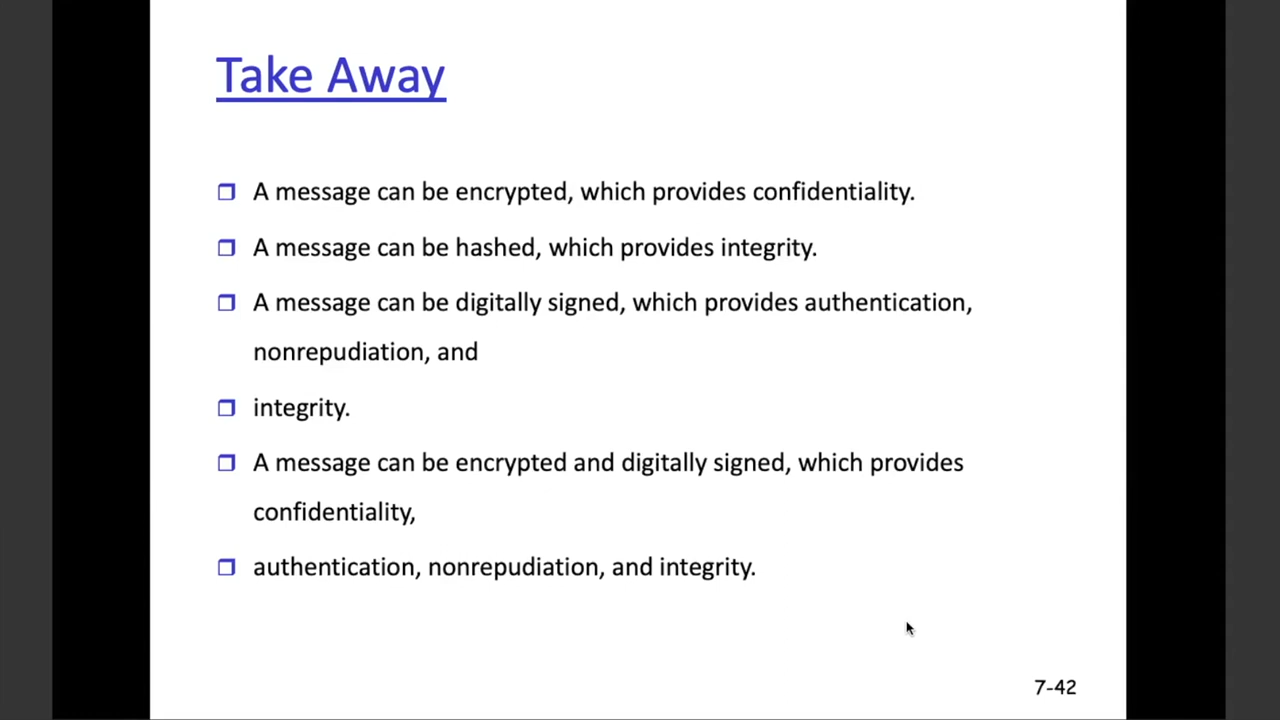 Take Away
A message can be encrypted, which provides confidentiality.
A message can be hashed, which provides integrity.
A message can be digitally signed, which provides authentication,
nonrepudiation, and
integrity.
A message can be encrypted and digitally signed, which provides
confidentiality,
authentication, nonrepudiation, and integrity.
7-42